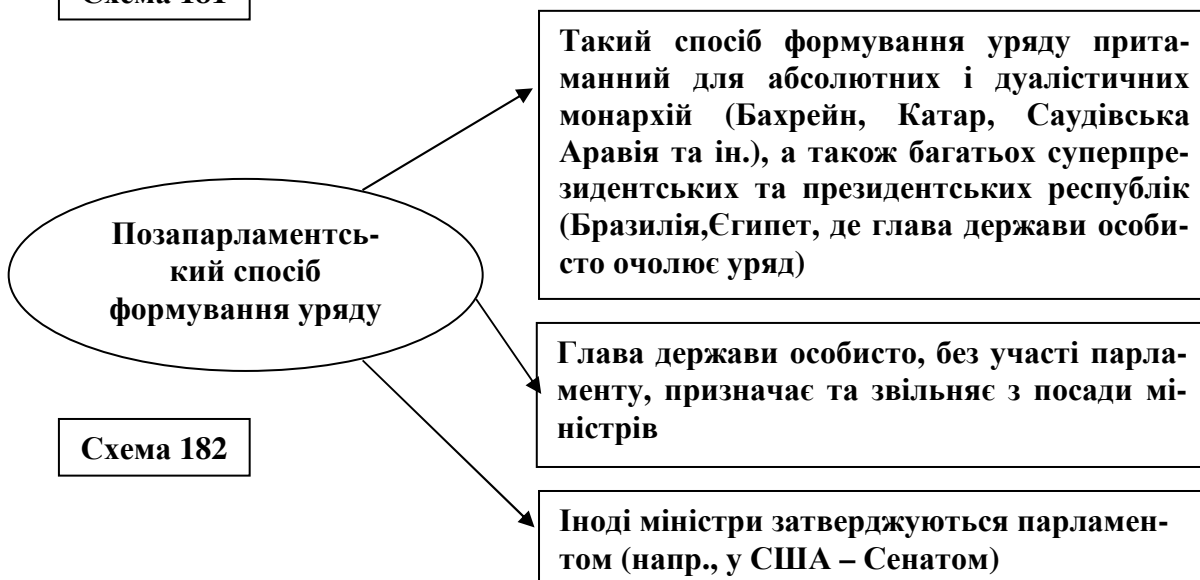 Схема 181
Такий спосіб формування уряду прита-
манний для абсолютних і дуалістичних
монархій (Бахрейн, Катар, Саудівська
Аравія та ін.), а також багатьох суперпре-
зидентських та президентських республік
(Бразилія,Єгипет, де глава держави особи-
сто очолює уряд)
Позапарламентсь-
кий спосіб
формування уряду
Глава держави особисто, без участі парла-
менту, призначає та звільняє з посади мі-
ністрів
Схема 182
Іноді міністри затверджуються парламен-
том (напр., у США – Сенатом)